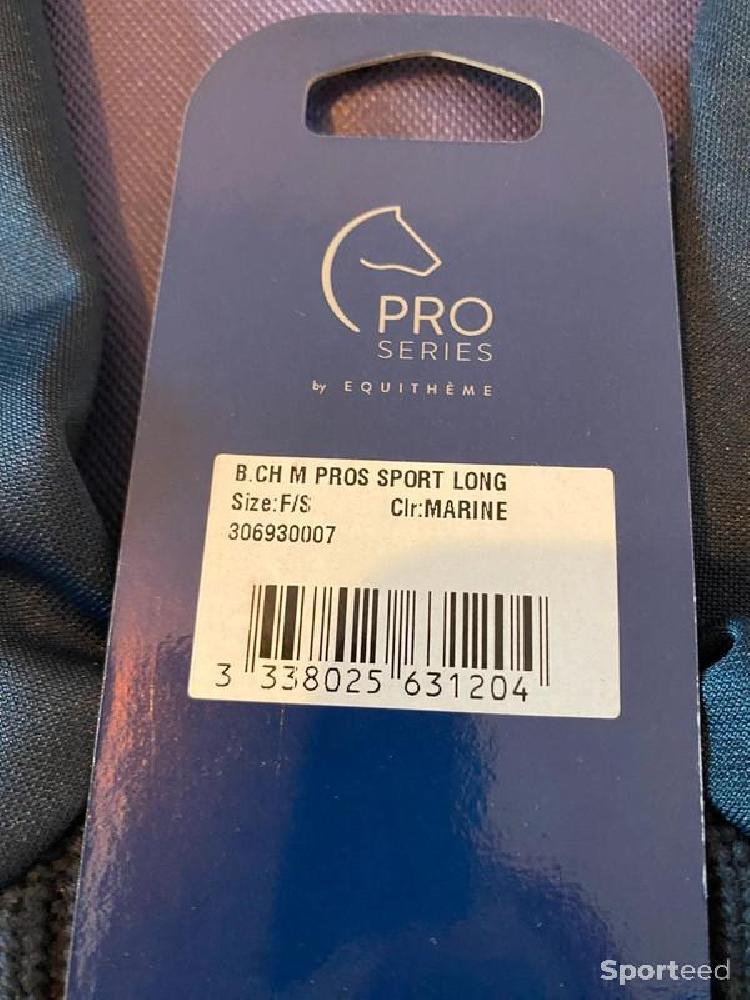 PRO
SERIES
by EQUITHÈME
B.CH M PROS SPORT LONG
Size:F/S Clr:MARINE
306930007
3 338025 631204
Sporteed